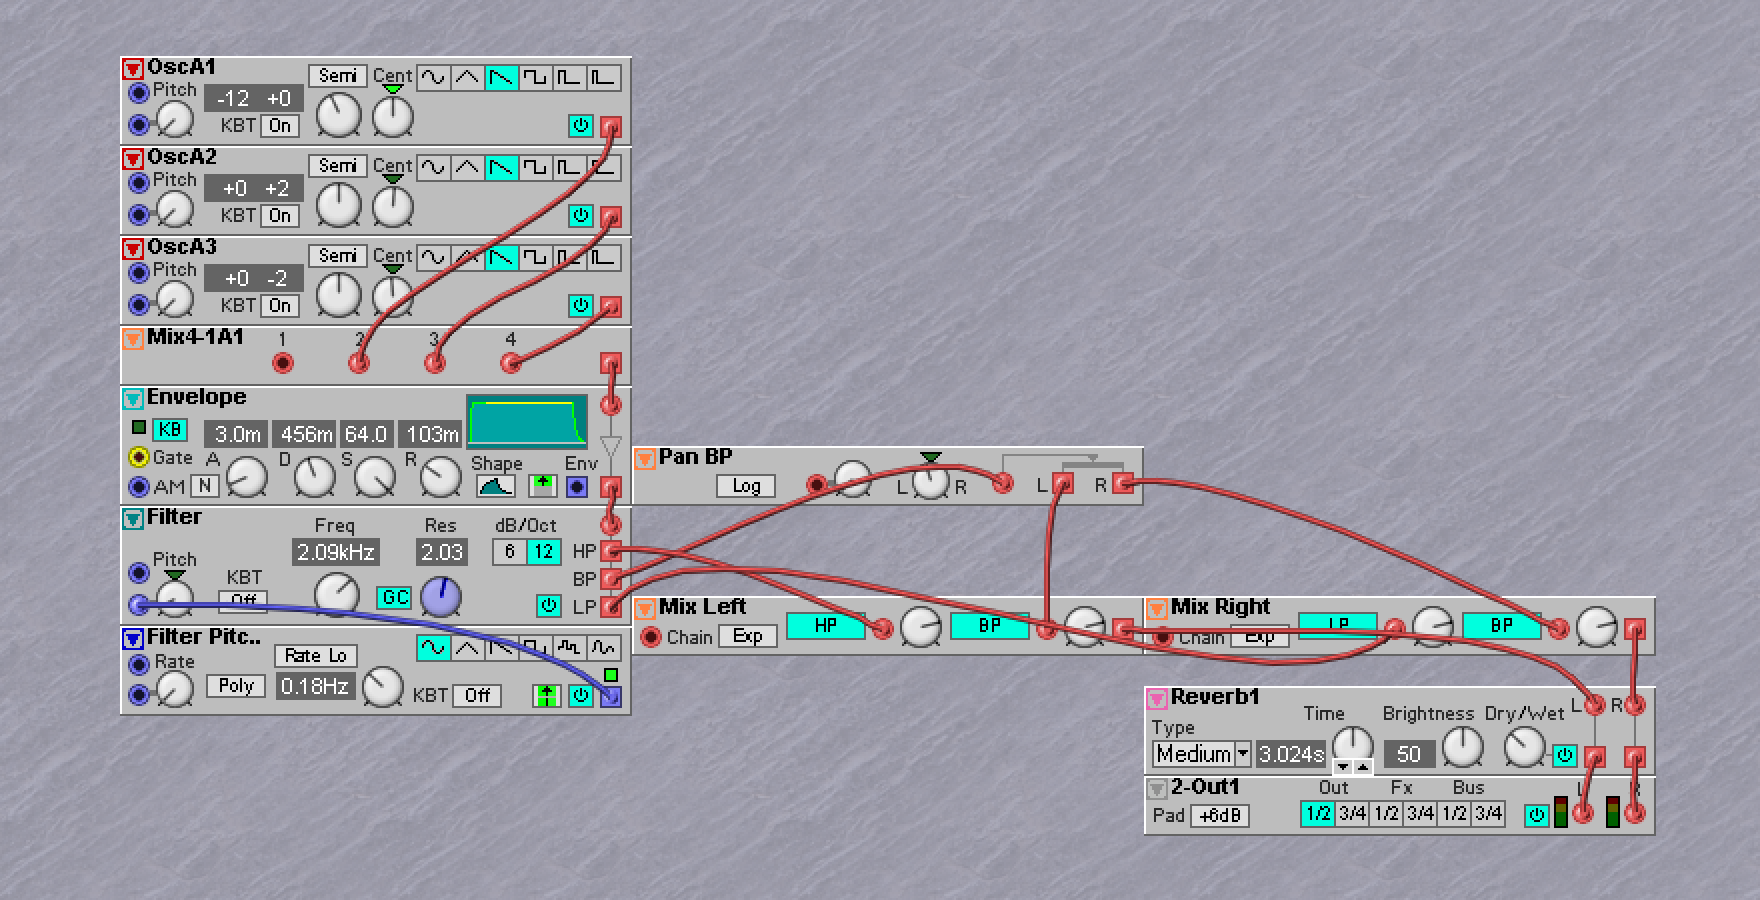 OscA1
Semi Cent
Pitch
-12 +0
KBT On
OscA2
Semi Cent
Pitch
+0 +2
KBT On
OscA3
Semi Cent
Pitch
+0 -2
KBT On
Mix4-1A1 1 2 3 4
Envelope
KB 3.0m 456m 64.0 103m
Gate A D S R Shape Env
AM N
Pan BP
Log L R L R
Filter
Freq Res dB/Oct
2.09kHz 2.03 6 12 HP
Pitch
KBT BP
Off GC LP
Mix Left
HP BP
Chain Exp
Mix Right
LP BP
Chain Exp
Filter Pitc..
Rate Rate Lo
Poly 0.18Hz KBT Off
Reverb1 L R
Type Time Brightness Dry/Wet
Medium 3.024s 50
2-Out1 Out Fx Bus L R
Pad +6dB 1/2 3/4 1/2 3/4 1/2 3/4